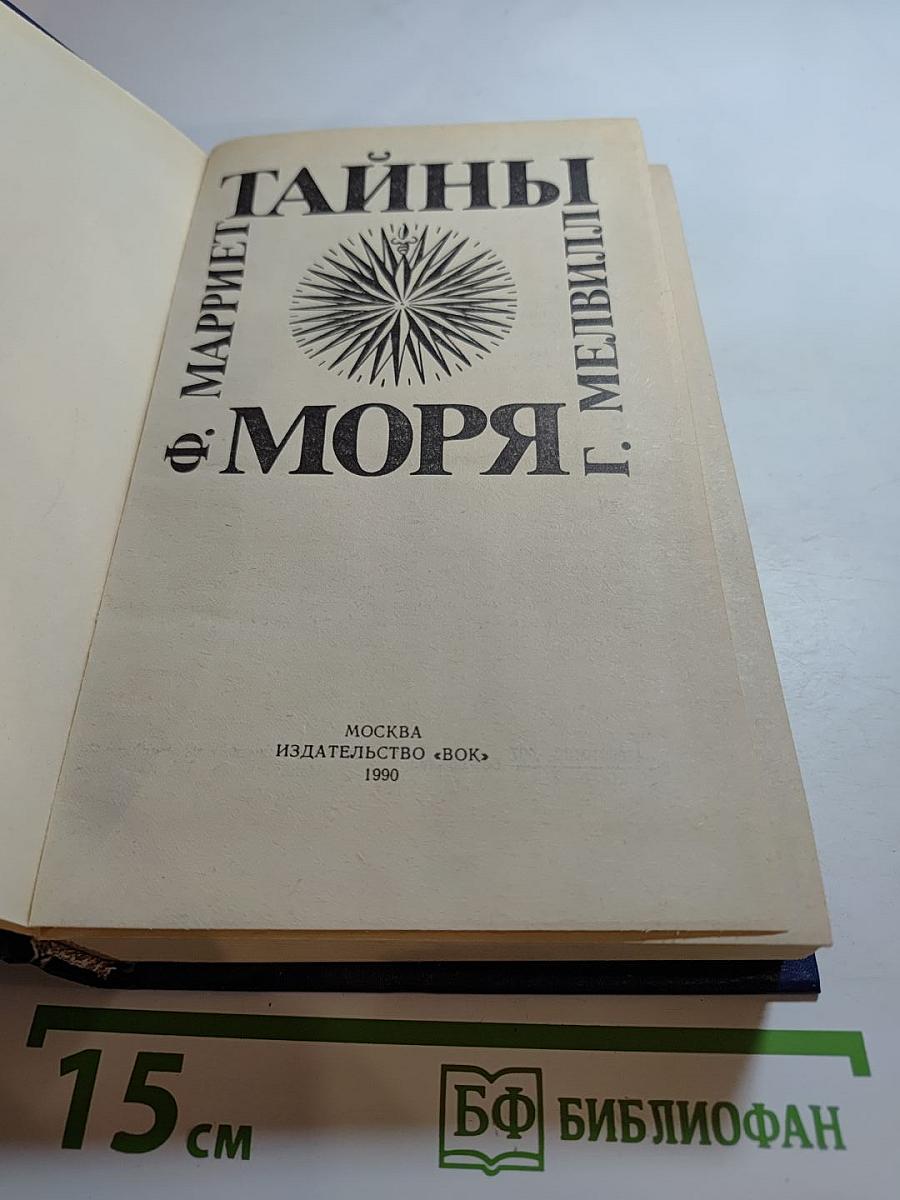 ТАЙНЫ
Ф. МАРРИЕТ
Г. МЕЛВИЛЛ
МОРЯ
МОСКВА
ИЗДАТЕЛЬСТВО «ВОК»
1990
15 см
БФ БИБЛИОФАН